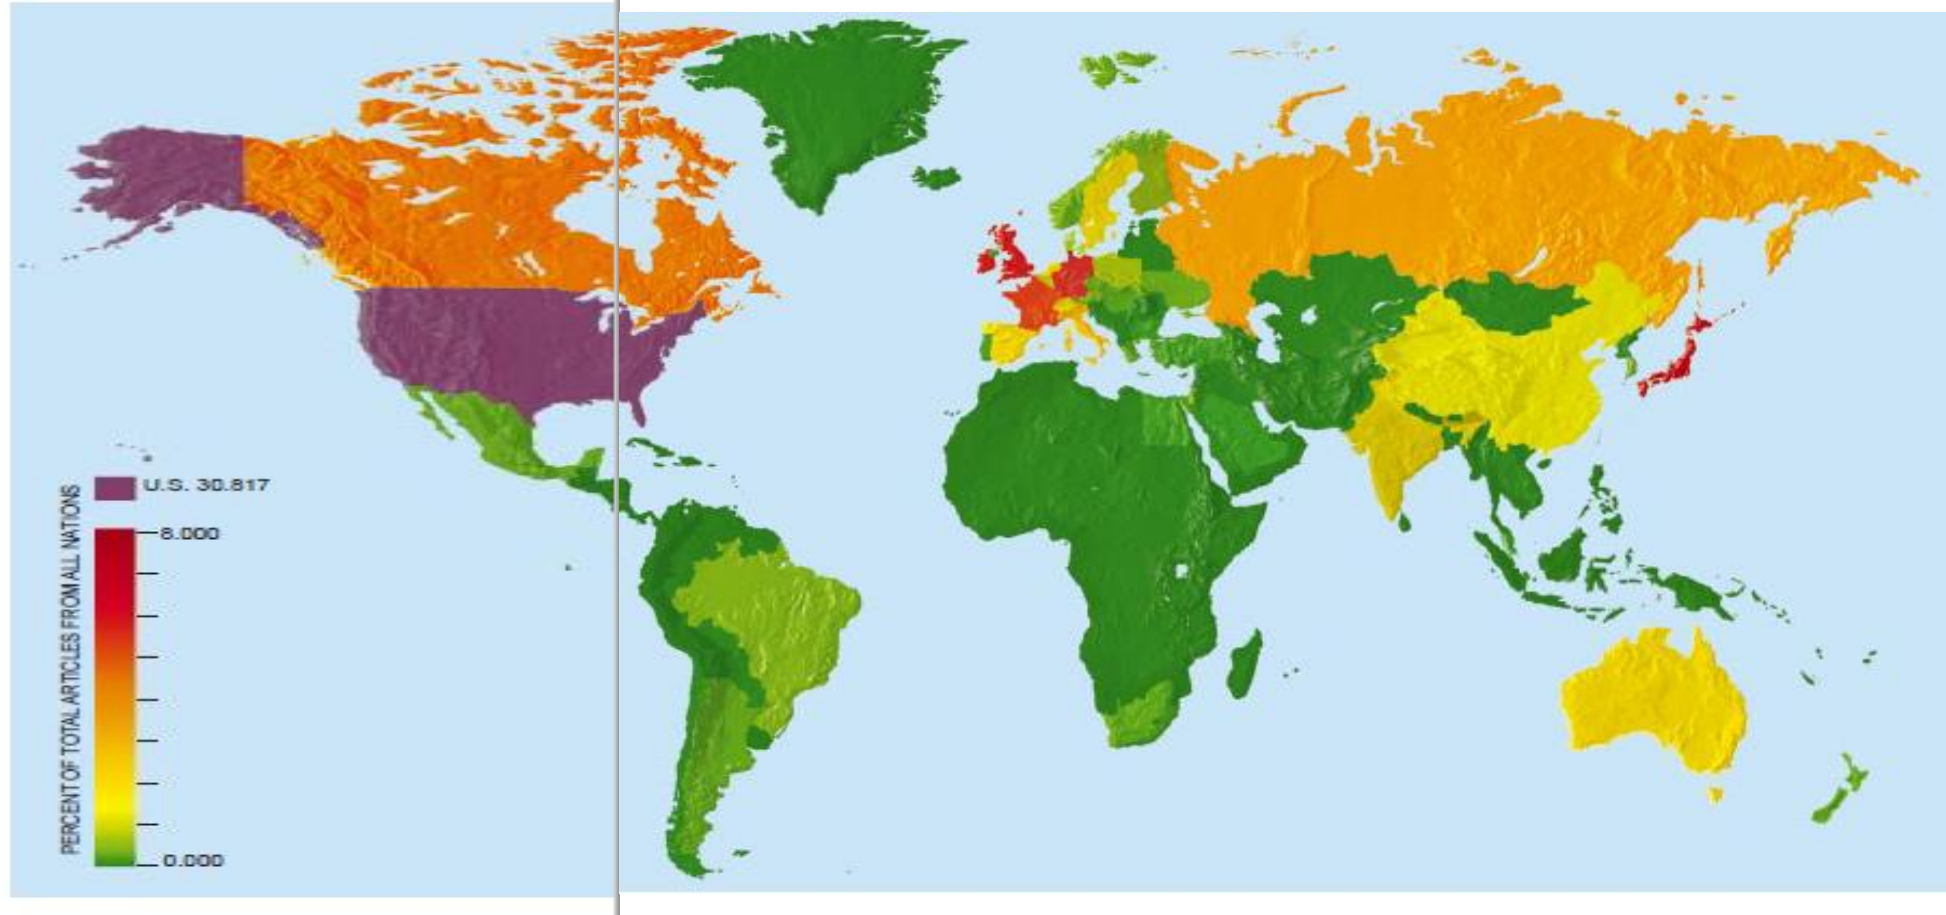 U.S. 30.817
8.000
PERCENT OF TOTAL ARTICLES FROM ALL NATIONS
0.000